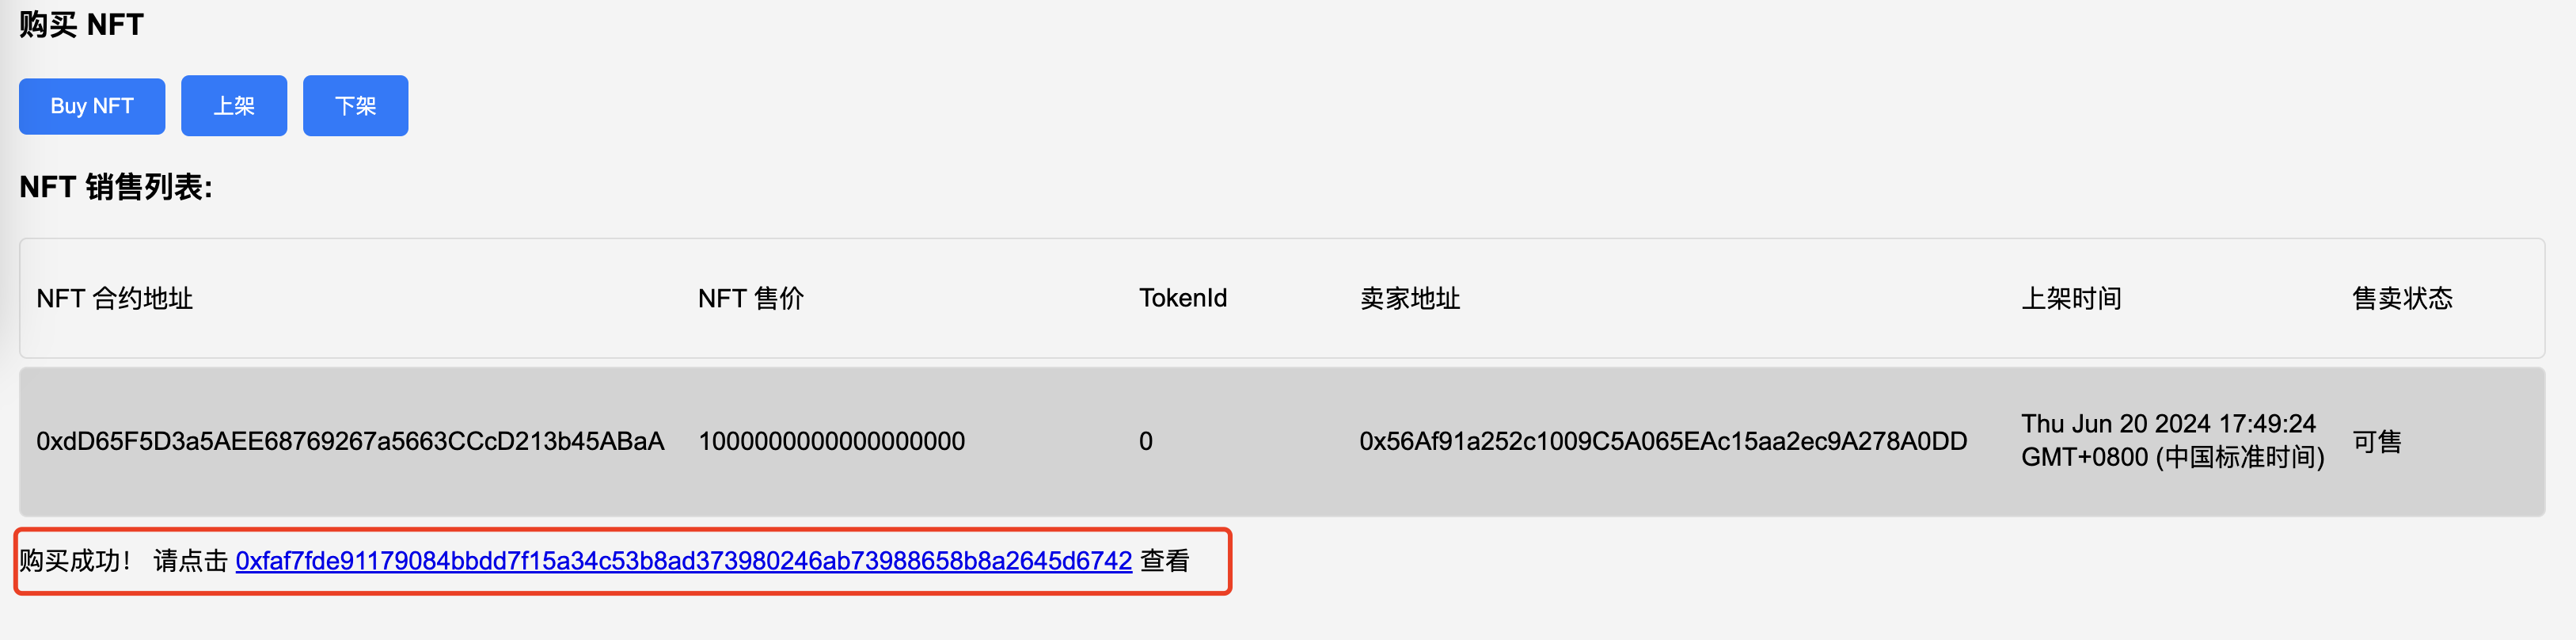 购买 NFT
Buy NFT 上架 下架
NFT 销售列表:
NFT 合约地址 NFT 售价 TokenId 卖家地址 上架时间 售卖状态
0xdD65F5D3a5AEE68769267a5663CCcD213b45ABaA 1000000000000000000 0 0x56Af91a252c1009C5A065EAc15aa2ec9A278A0DD Thu Jun 20 2024 17:49:24 可售
GMT+0800 (中国标准时间)
购买成功! 请点击 0xfaf7fde91179084bbdd7f15a34c53b8ad373980246ab73988658b8a2645d6742 查看